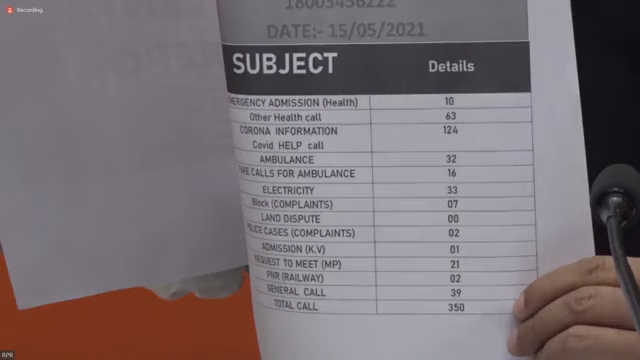 Recording
18003456222
DATE:- 15/05/2021
SUBJECT Details
EMERGENCY ADMISSION (Health) 10
Other Health call 63
CORONA INFORMATION 124
Covid HELP call
AMBULANCE 32
CALLS FOR AMBULANCE 16
ELECTRICITY 33
Block (COMPLAINTS) 07
LAND DISPUTE 00
POLICE CASES (COMPLAINTS) 02
ADMISSION (K.V) 01
REQUEST TO MEET (MP) 21
PNR (RAILWAY) 02
GENERAL CALL 39
TOTAL CALL 350
RPR